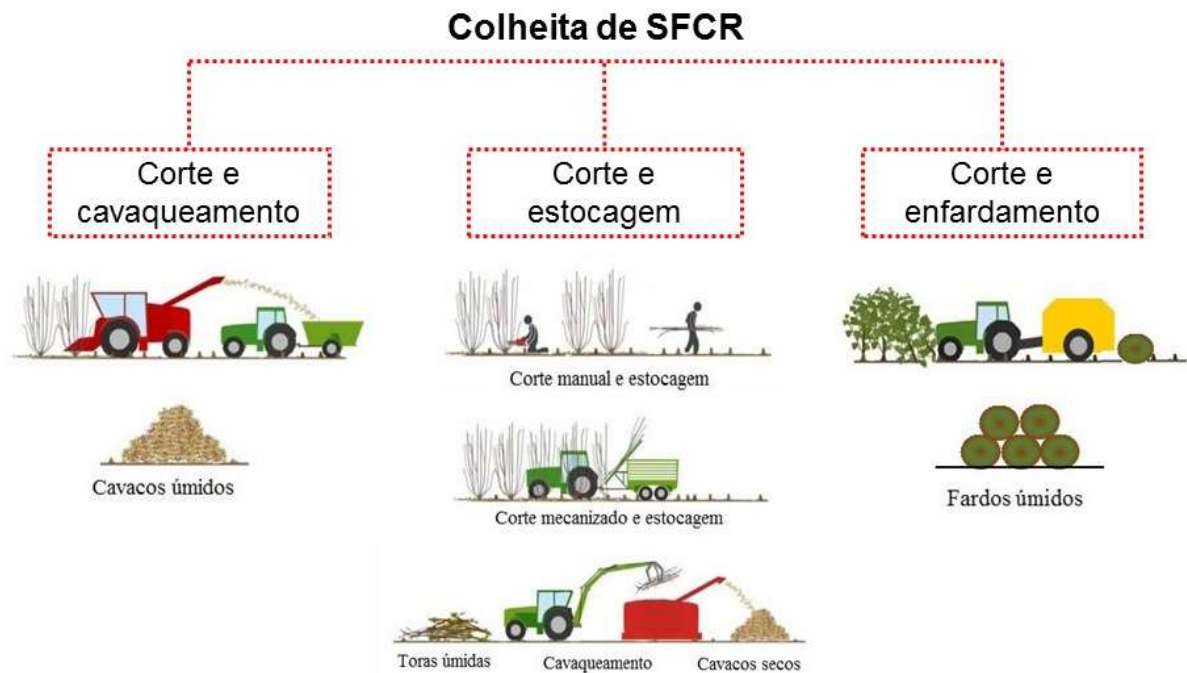 Colheita de SFCR
Corte e
cavaqueamento
Corte e
estocagem
Corte e
enfardamento
Cavacos úmidos
Corte manual e estocagem
Corte mecanizado e estocagem
Toras úmidas
Cavaqueamento
Cavacos secos
Fardos úmidos